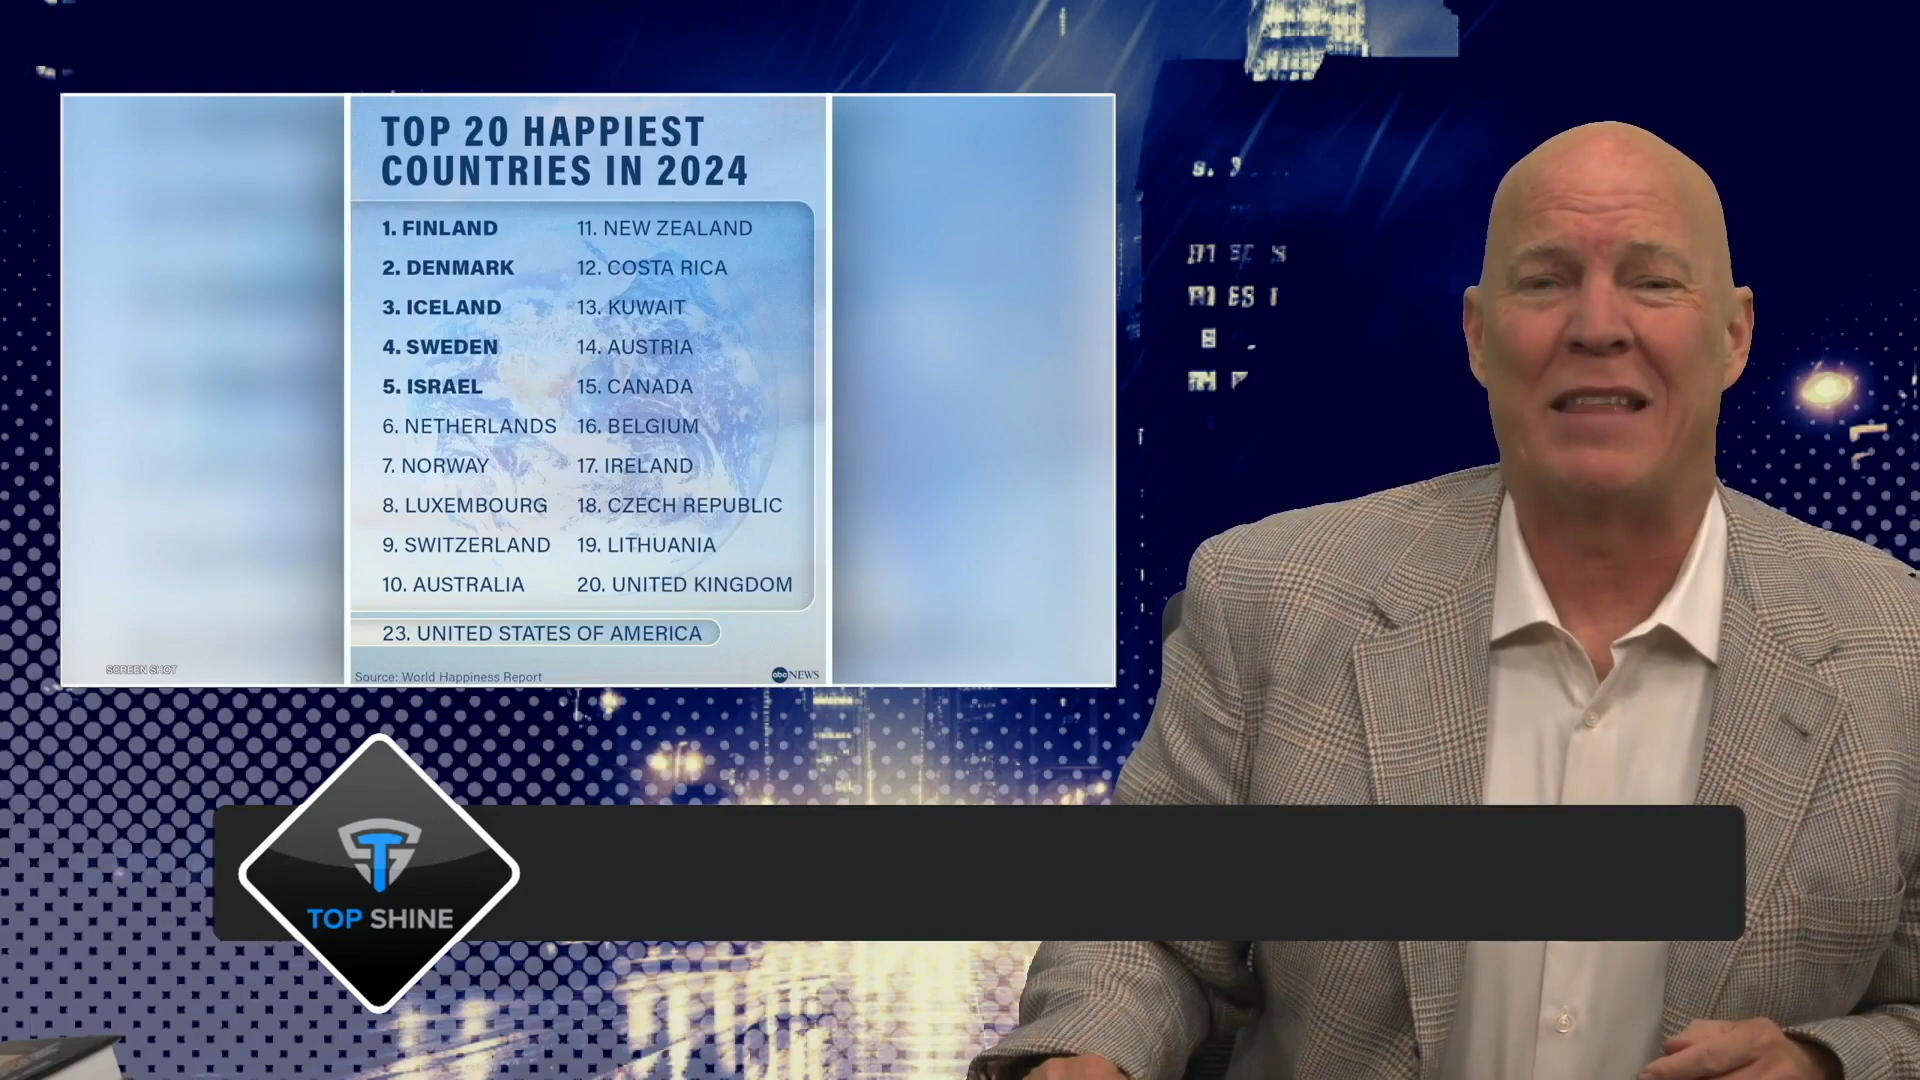 TOP 20 HAPPIEST
COUNTRIES IN 2024
1. FINLAND
2. DENMARK
3. ICELAND
4. SWEDEN
5. ISRAEL
6. NETHERLANDS
7. NORWAY
8. LUXEMBOURG
9. SWITZERLAND
10. AUSTRALIA
11. NEW ZEALAND
12. COSTA RICA
13. KUWAIT
14. AUSTRIA
15. CANADA
16. BELGIUM
17. IRELAND
18. CZECH REPUBLIC
19. LITHUANIA
20. UNITED KINGDOM
23. UNITED STATES OF AMERICA
SCREEN SHOT
Source: World Happiness Report
abc NEWS
TOP SHINE